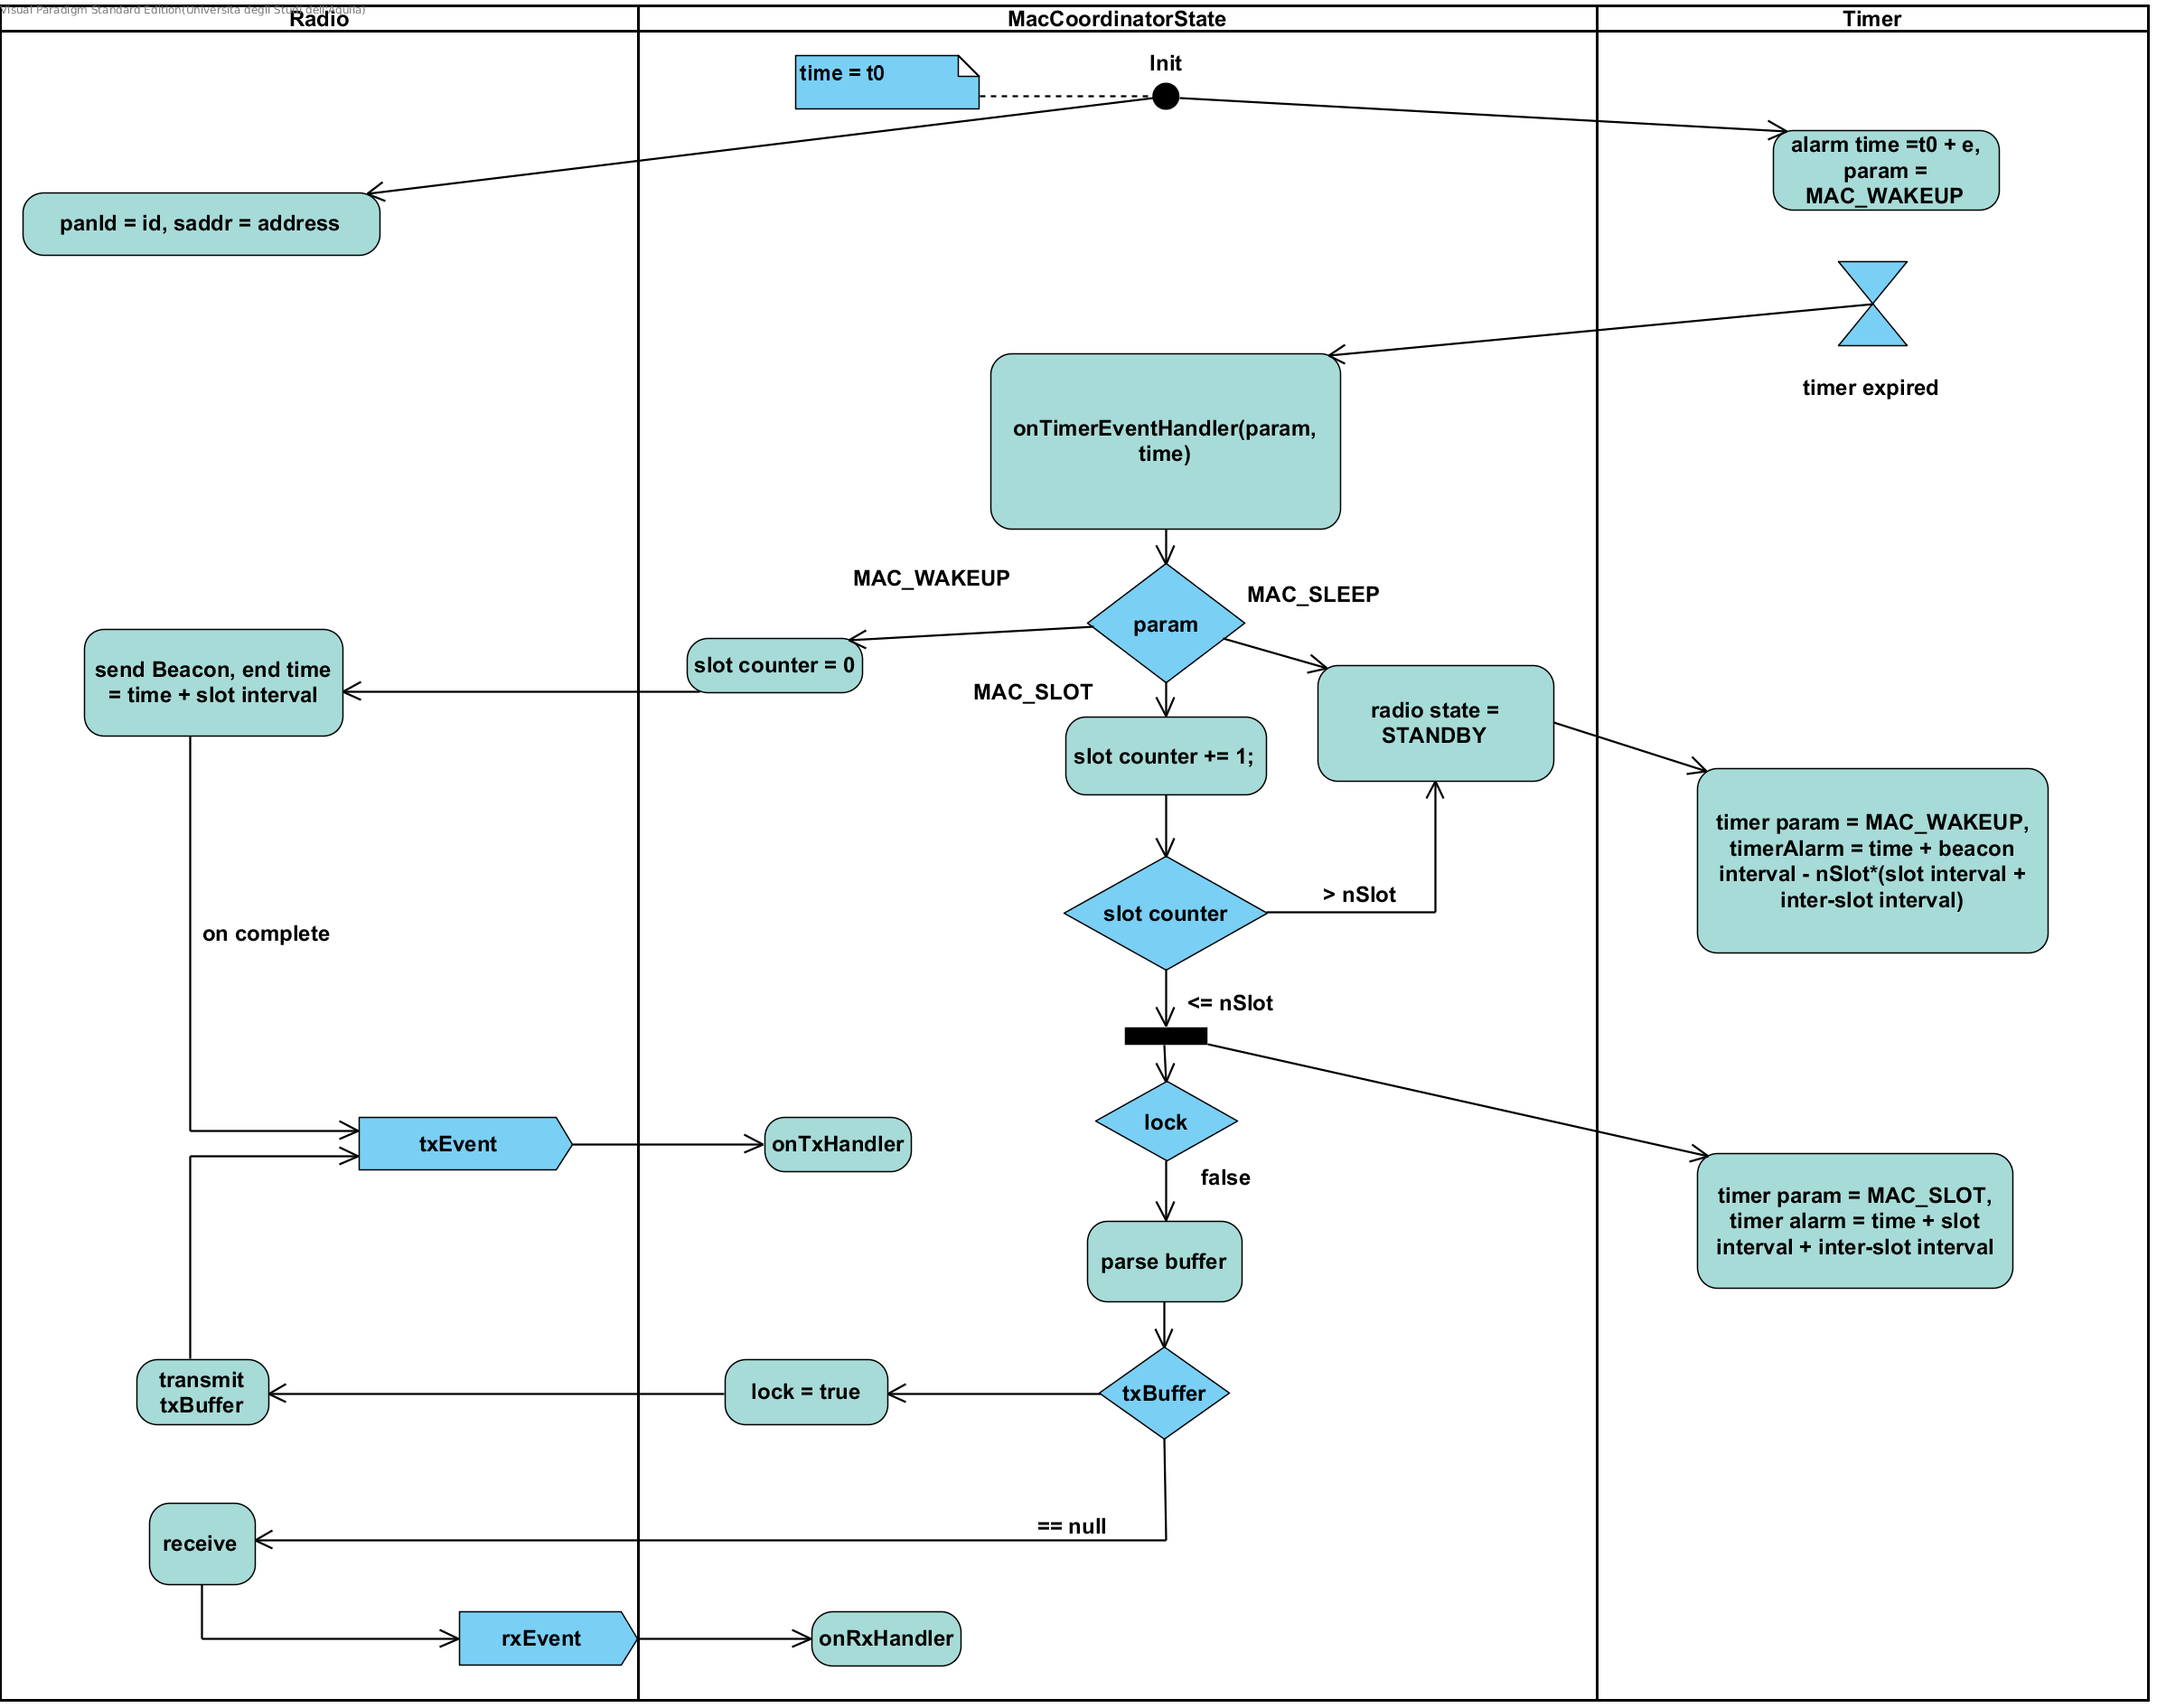 Visual Paradigm Standard Edition(Università degli Studi dell'Aquila)
Radio
MacCoordinatorState
Timer
time = t0
Init
alarm time =t0 + e,
param =
MAC_WAKEUP
panId = id, saddr = address
timer expired
onTimerEventHandler(param,
time)
MAC_WAKEUP
MAC_SLEEP
param
slot counter = 0
send Beacon, end time
= time + slot interval
MAC_SLOT
radio state =
STANDBY
slot counter += 1;
timer param = MAC_WAKEUP,
timerAlarm = time + beacon
interval - nSlot*(slot interval +
inter-slot interval)
> nSlot
slot counter
on complete
<= nSlot
lock
txEvent
onTxHandler
false
timer param = MAC_SLOT,
timer alarm = time + slot
interval + inter-slot interval
parse buffer
transmit
txBuffer
lock = true
txBuffer
== null
receive
rxEvent
onRxHandler